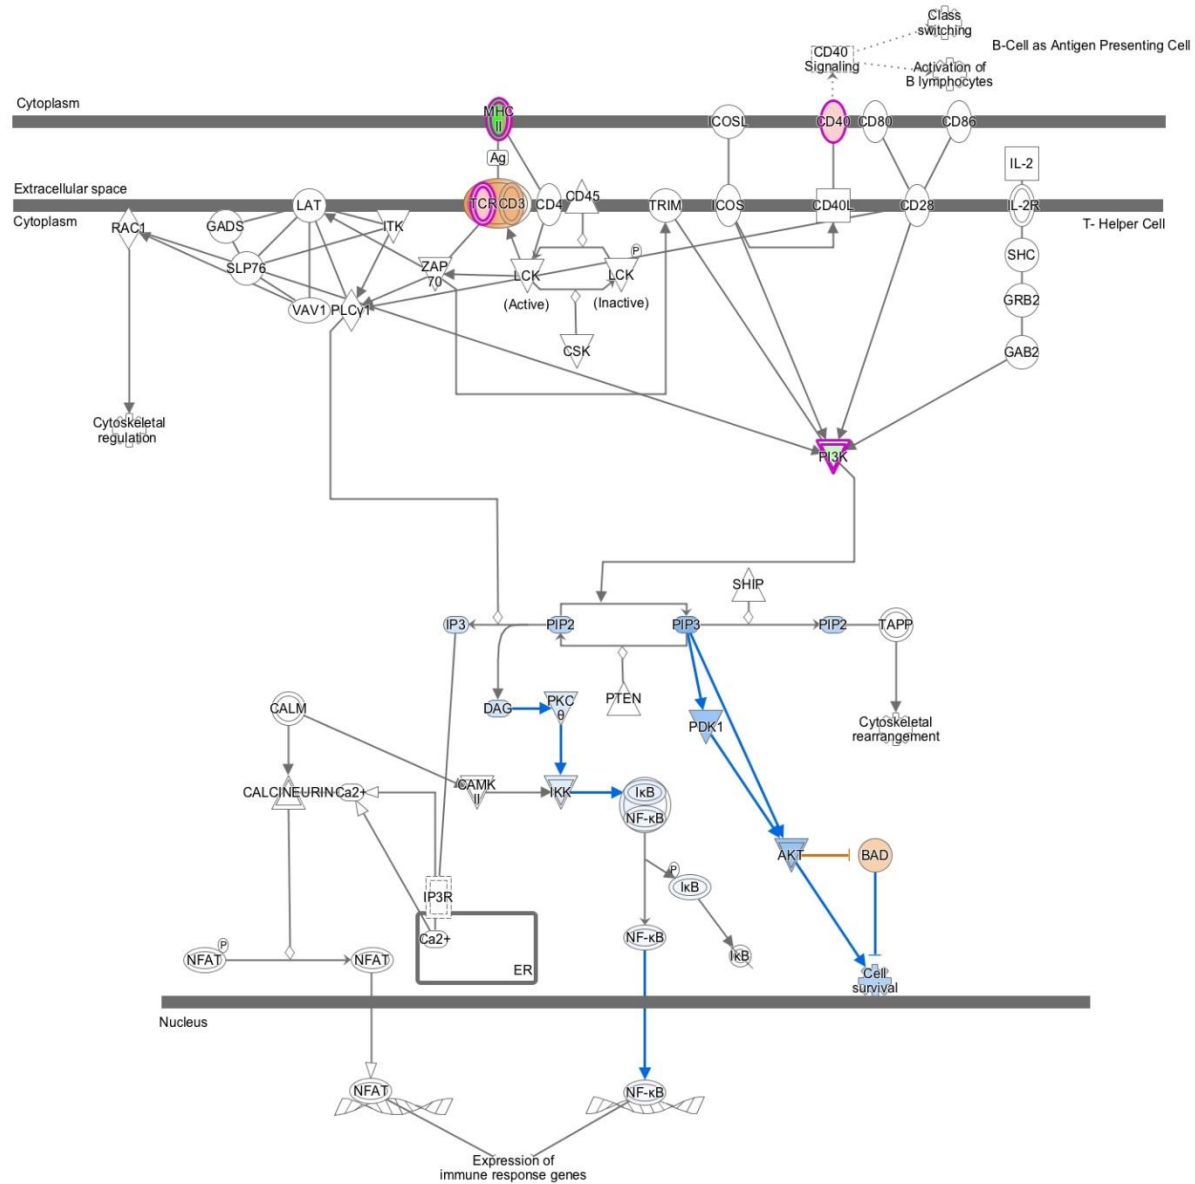 Class
switching
B-Cell as Antigen Presenting Cell
CD40
Signaling
Activation of
B lymphocytes
Cytoplasm
MHC
II
ICOSL
CD40
CD80
CD86
Ag
IL-2
Extracellular space
Cytoplasm
LAT
TCR
CD3
CD4
CD45
TRIM
ICOS
CD40L
CD28
IL-2R
T- Helper Cell
RAC1
GADS
ITK
SLP76
ZAP
70
LCK
(Active)
P
LCK
(Inactive)
SHC
VAV1
PLCγ1
GRB2
CSK
GAB2
Cytoskeletal
regulation
PI3K
SHIP
IP3
PIP2
PIP3
PIP2
TAPP
DAG
PKC
θ
PTEN
PDK1
Cytoskeletal
rearrangement
CALM
CALCINEURIN
Ca2+
CAMK
II
IKK
IκB
NF-κB
AKT
BAD
P
IκB
IP3R
Ca2+
ER
P
NFAT
NFAT
NF-κB
IκB
Cell
survival
Nucleus
NFAT
NF-κB
Expression of
immune response genes